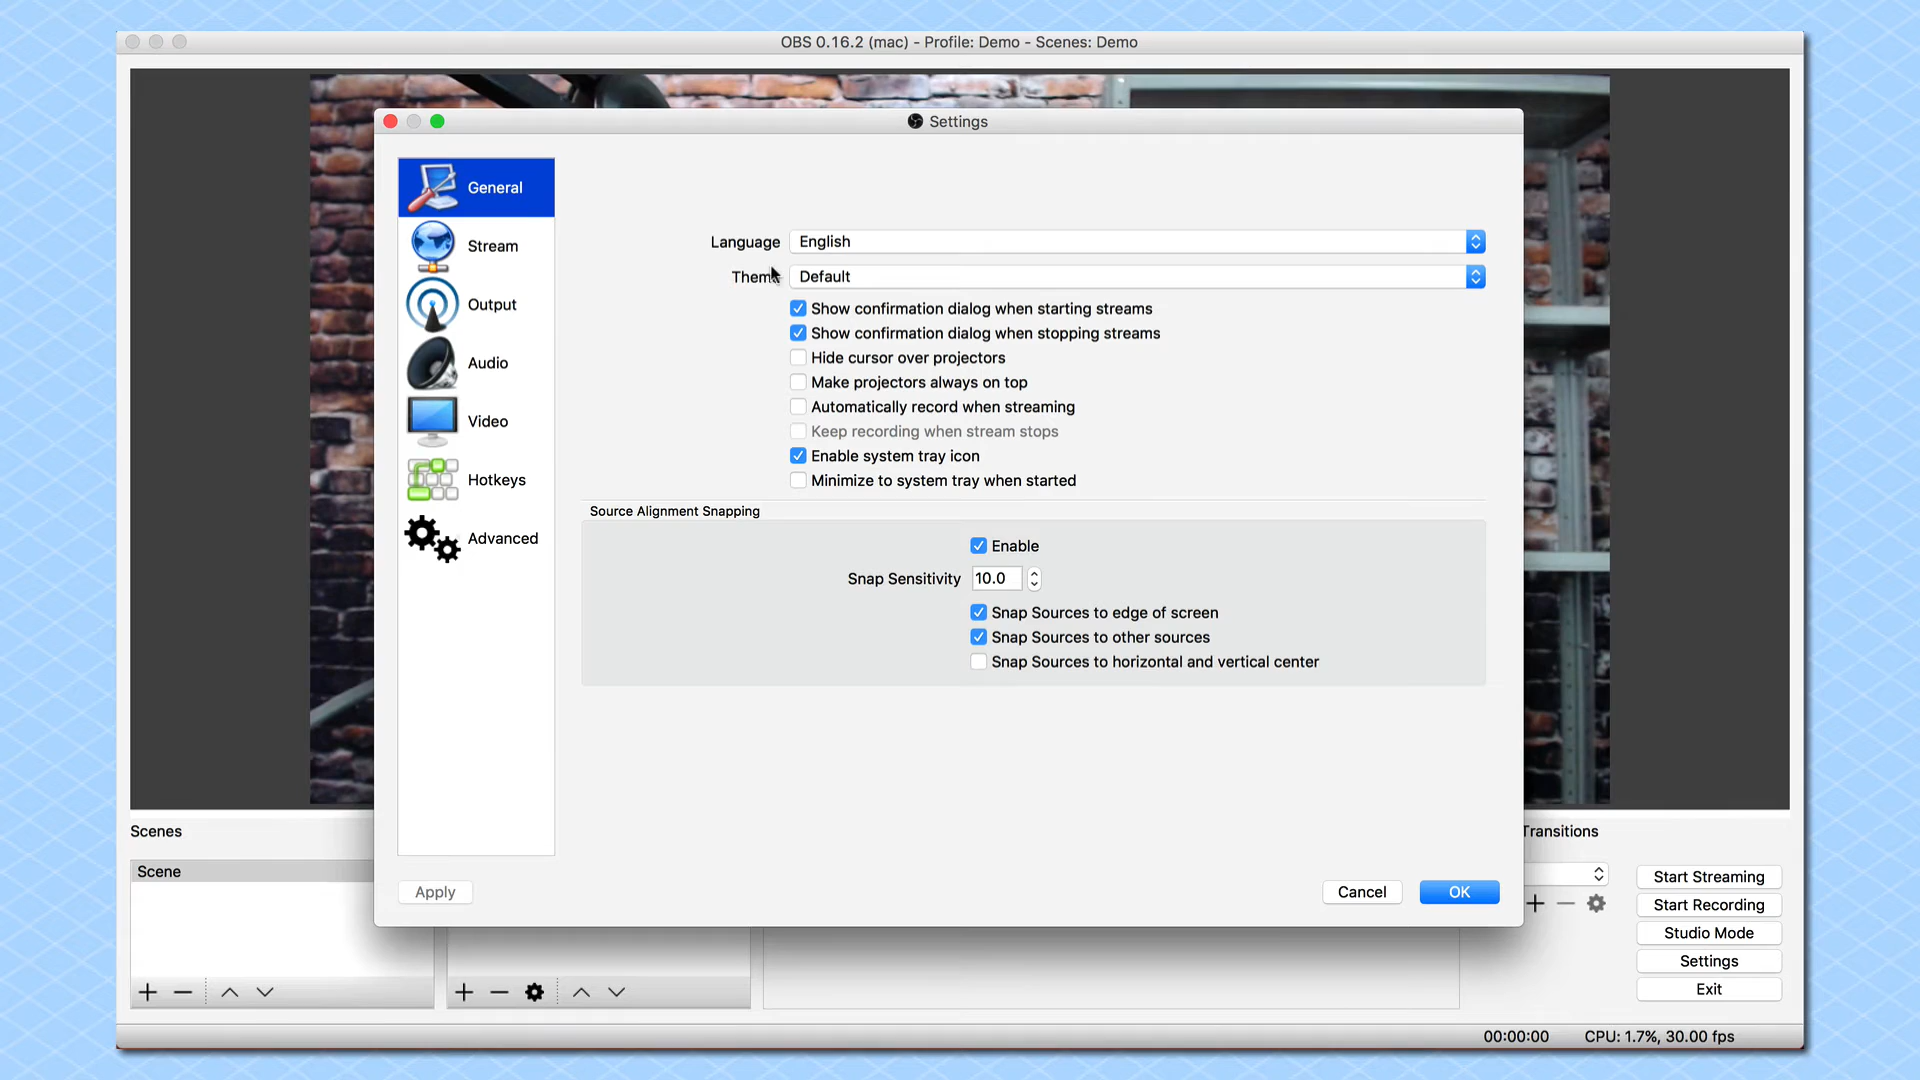 OBS 0.16.2 (mac) - Profile: Demo - Scenes: Demo
Settings
General
Stream
Output
Audio
Video
Hotkeys
Advanced
Language English
Theme Default
Show confirmation dialog when starting streams
Show confirmation dialog when stopping streams
Hide cursor over projectors
Make projectors always on top
Automatically record when streaming
Keep recording when stream stops
Enable system tray icon
Minimize to system tray when started
Source Alignment Snapping
Enable
Snap Sensitivity 10.0
Snap Sources to edge of screen
Snap Sources to other sources
Snap Sources to horizontal and vertical center
Apply
Cancel
OK
Scenes
Scene
Transitions
Start Streaming
Start Recording
Studio Mode
Settings
Exit
00:00:00 CPU: 1.7%, 30.00 fps